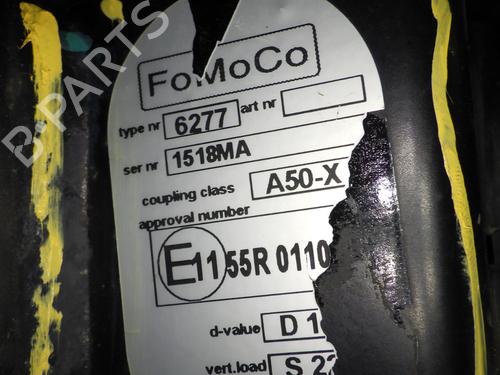 B-PARTS
FoMoCo
type nr 6277 art nr
ser nr 1518MA
coupling class A50-X
approval number
E11 55R 0110
d-value D 1
vert.load S 2